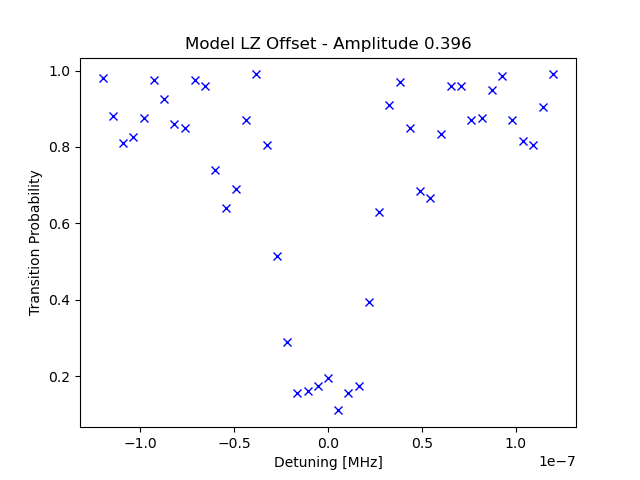 Model LZ Offset - Amplitude 0.396
Transition Probability
1.0
0.8
0.6
0.4
0.2
−1.0 −0.5 0.0 0.5 1.0
1e−7
Detuning [MHz]